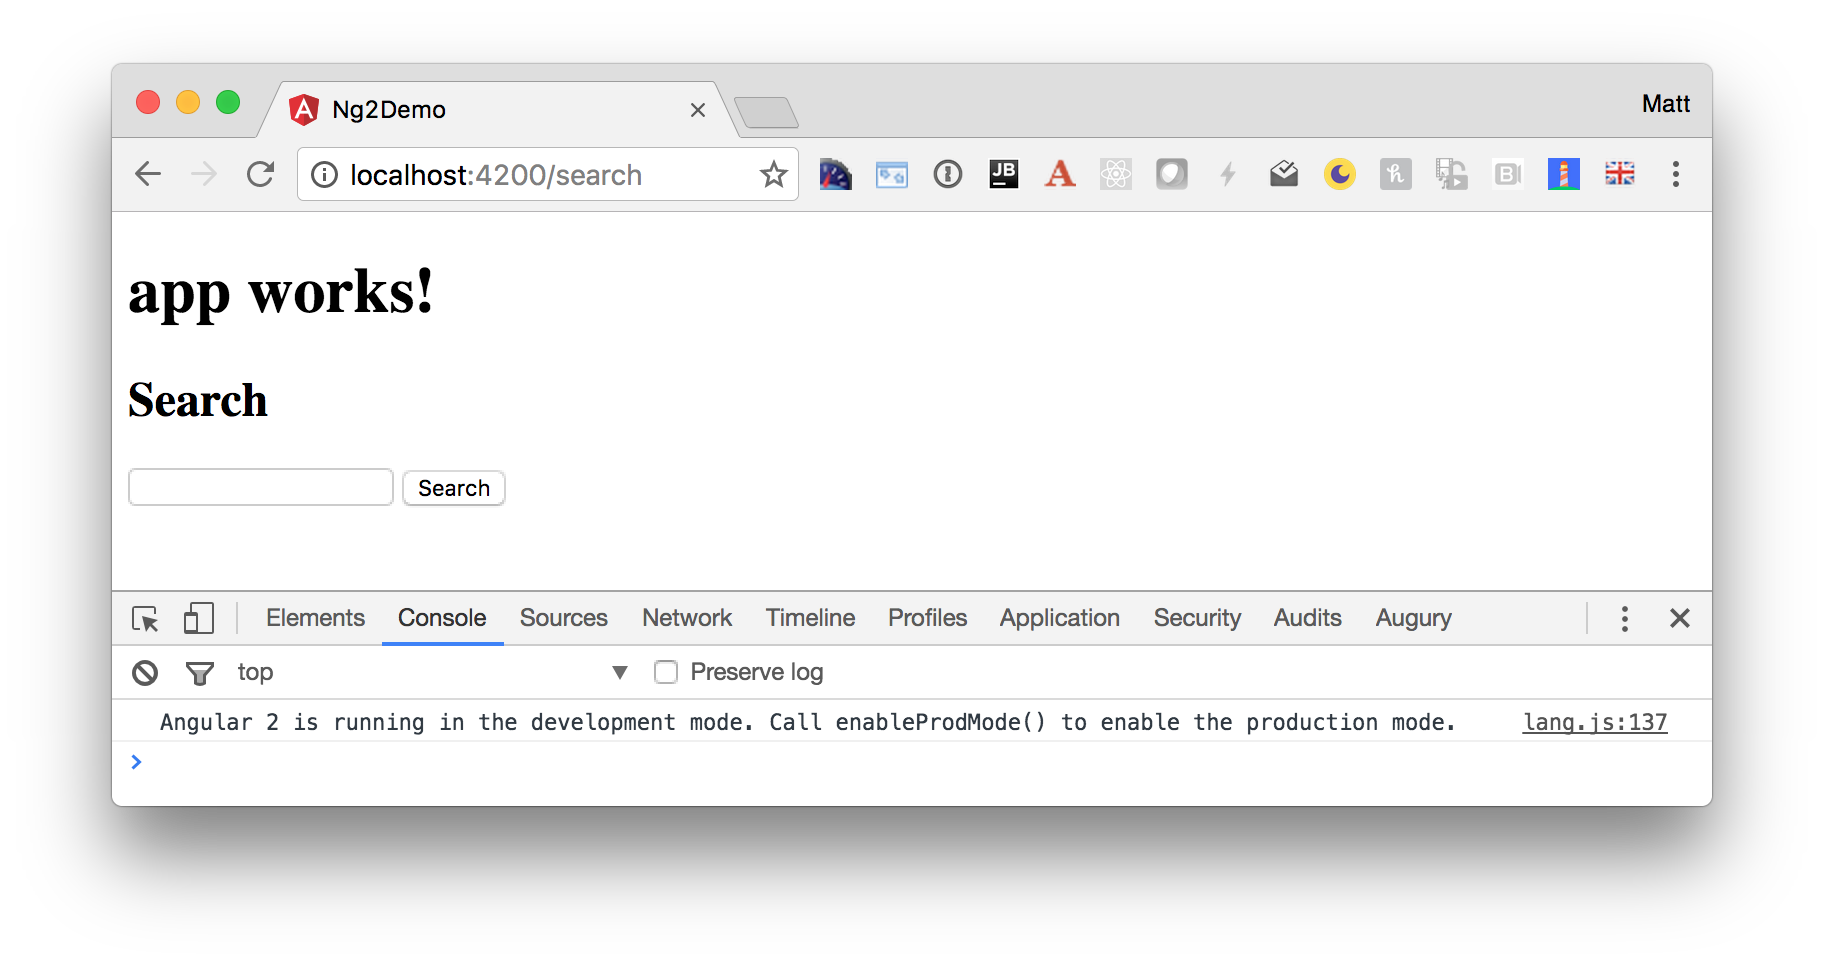 Ng2Demo
Matt
localhost:4200/search
JB
A
h
B
app works!
Search
Search
Elements Console Sources Network Timeline Profiles Application Security Audits Augury
top Preserve log
Angular 2 is running in the development mode. Call enableProdMode() to enable the production mode. lang.js:137